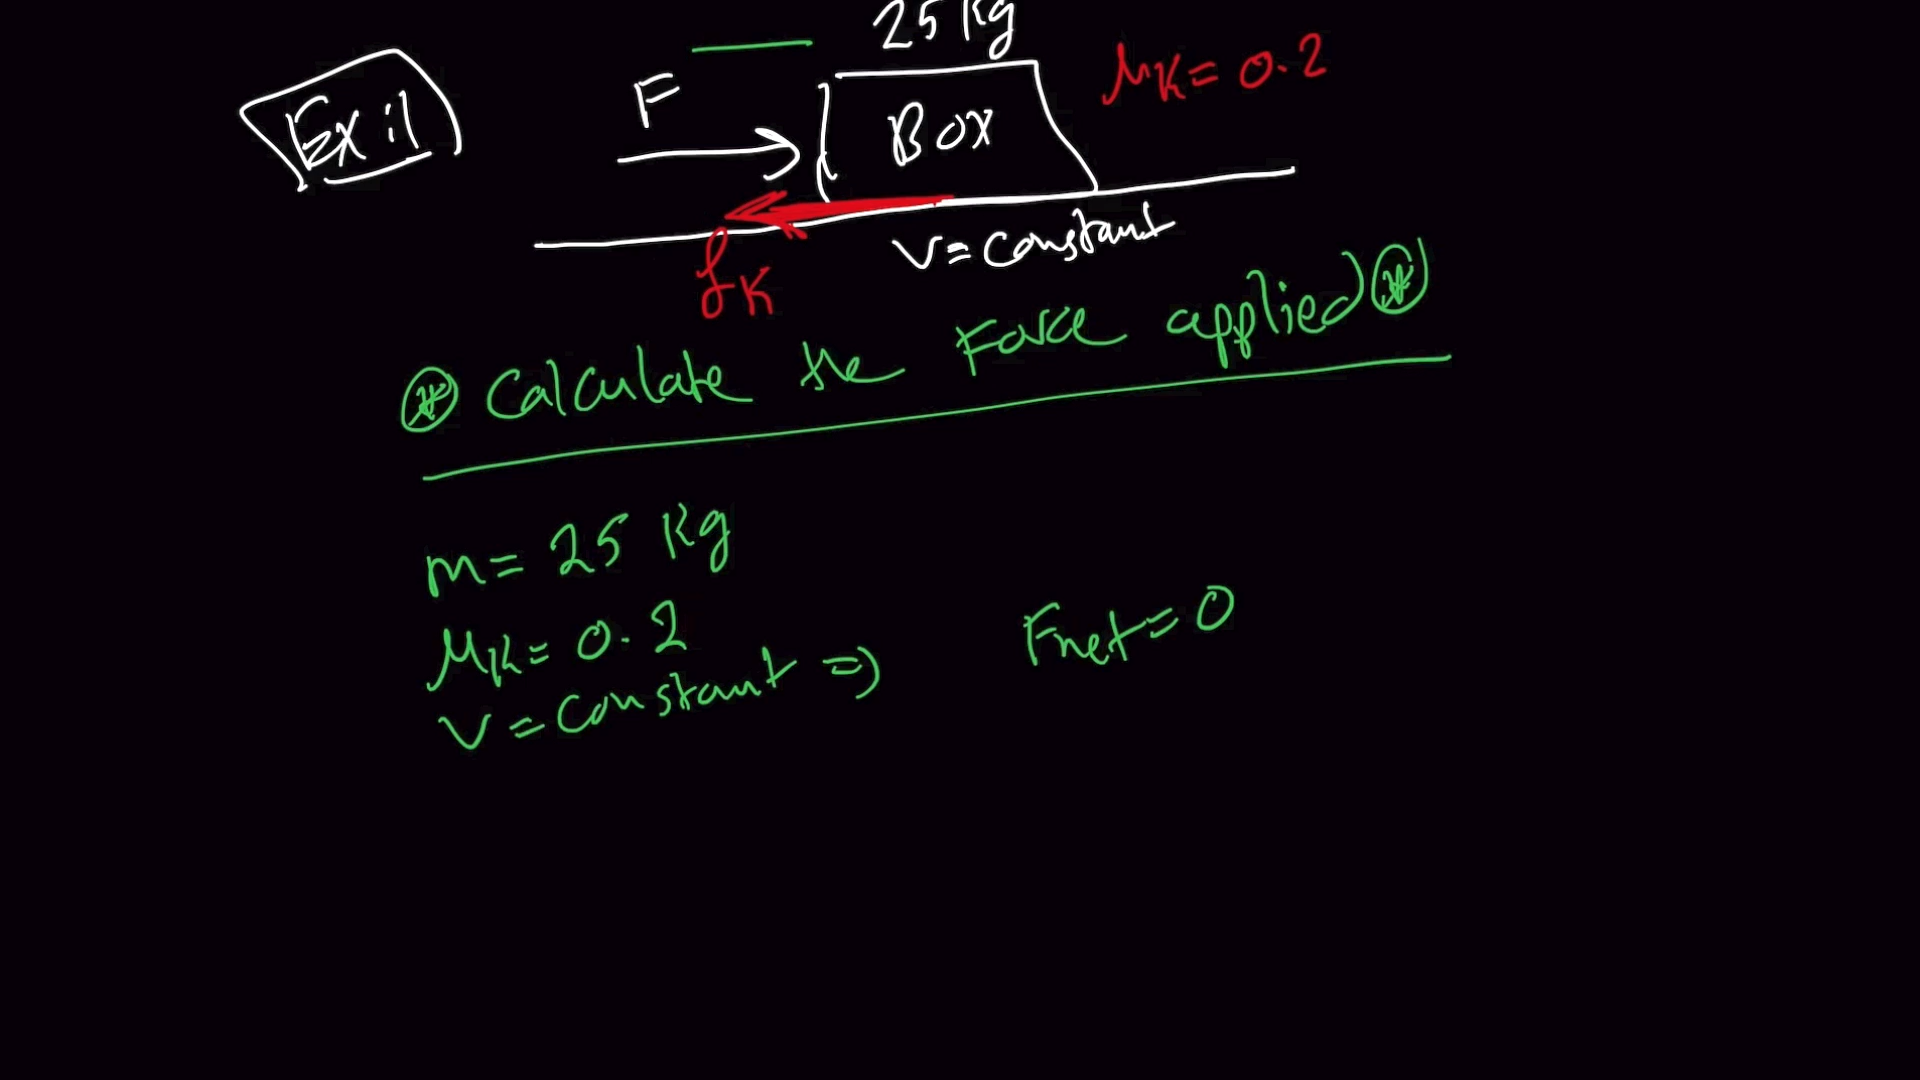 25 Kg
Ex:1
F
Box
μK = 0.2
V = Constant
fK
* Calculate the Force applied *
m = 25 Kg
μK = 0.2
V = Constant ⇒ Fnet = 0